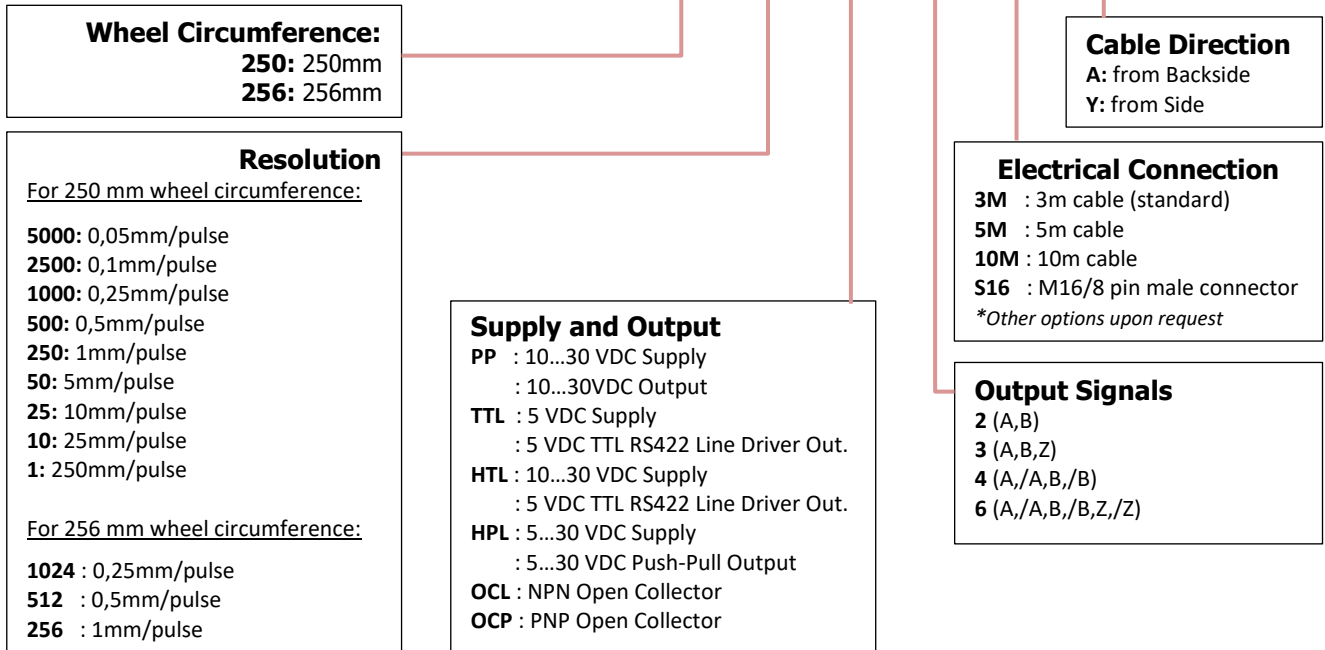 Wheel Circumference:
250: 250mm
256: 256mm
Resolution
For 250 mm wheel circumference:
5000: 0,05mm/pulse
2500: 0,1mm/pulse
1000: 0,25mm/pulse
500: 0,5mm/pulse
250: 1mm/pulse
50: 5mm/pulse
25: 10mm/pulse
10: 25mm/pulse
1: 250mm/pulse
For 256 mm wheel circumference:
1024 : 0,25mm/pulse
512 : 0,5mm/pulse
256 : 1mm/pulse
Supply and Output
PP : 10...30 VDC Supply
: 10...30VDC Output
TTL : 5 VDC Supply
: 5 VDC TTL RS422 Line Driver Out.
HTL : 10...30 VDC Supply
: 5 VDC TTL RS422 Line Driver Out.
HPL : 5...30 VDC Supply
: 5...30 VDC Push-Pull Output
OCL : NPN Open Collector
OCP : PNP Open Collector
Cable Direction
A: from Backside
Y: from Side
Electrical Connection
3M : 3m cable (standard)
5M : 5m cable
10M : 10m cable
S16 : M16/8 pin male connector
*Other options upon request
Output Signals
2 (A,B)
3 (A,B,Z)
4 (A,/A,B,/B)
6 (A,/A,B,/B,Z,/Z)